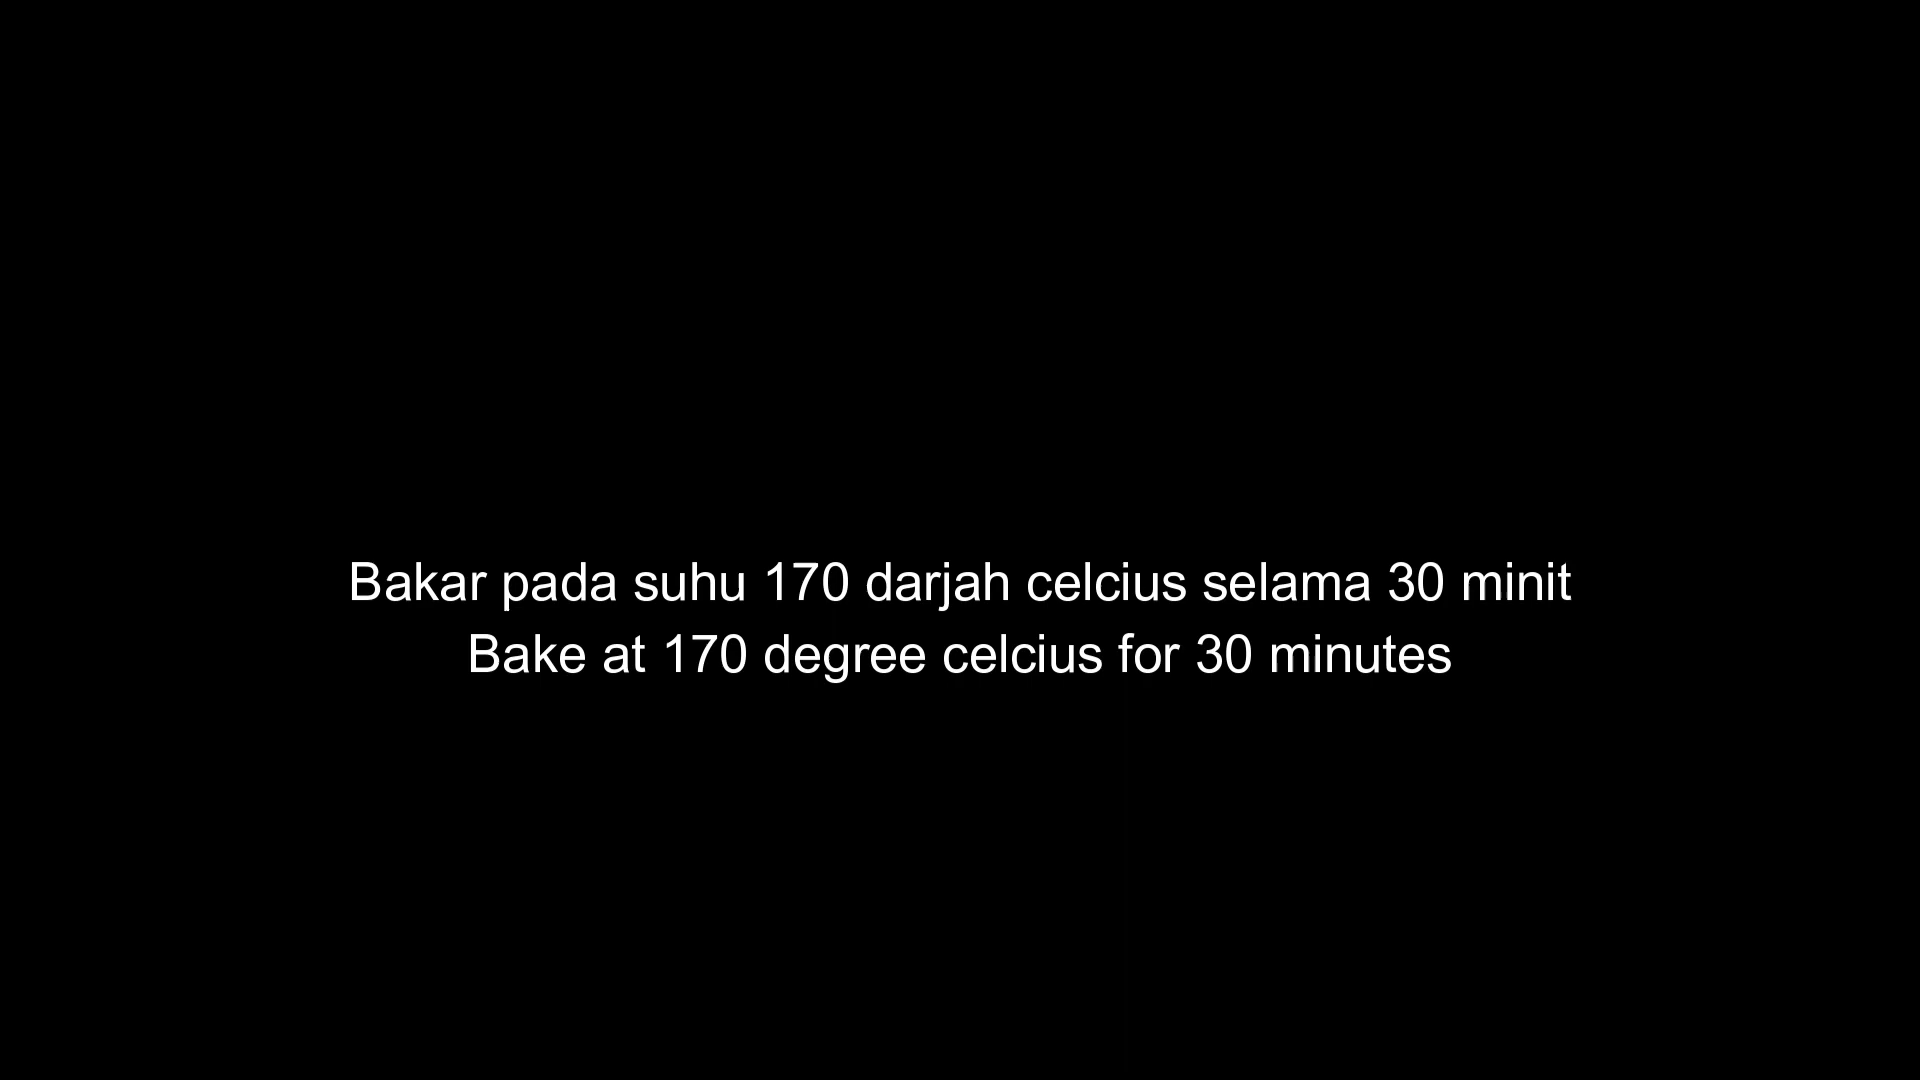 Bakar pada suhu 170 darjah celcius selama 30 minit
Bake at 170 degree celcius for 30 minutes